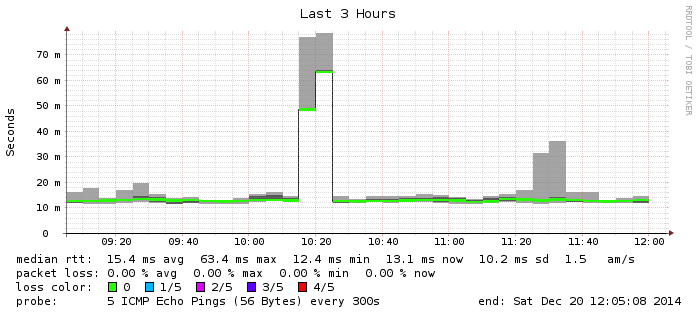 Last 3 Hours
RRDTOOL / TOBI OETIKER
Seconds
70 m
60 m
50 m
40 m
30 m
20 m
10 m
0
09:20 09:40 10:00 10:20 10:40 11:00 11:20 11:40 12:00
median rtt: 15.4 ms avg 63.4 ms max 12.4 ms min 13.1 ms now 10.2 ms sd 1.5 am/s
packet loss: 0.00 % avg 0.00 % max 0.00 % min 0.00 % now
loss color: 0 1/5 2/5 3/5 4/5
probe: 5 ICMP Echo Pings (56 Bytes) every 300s end: Sat Dec 20 12:05:08 2014